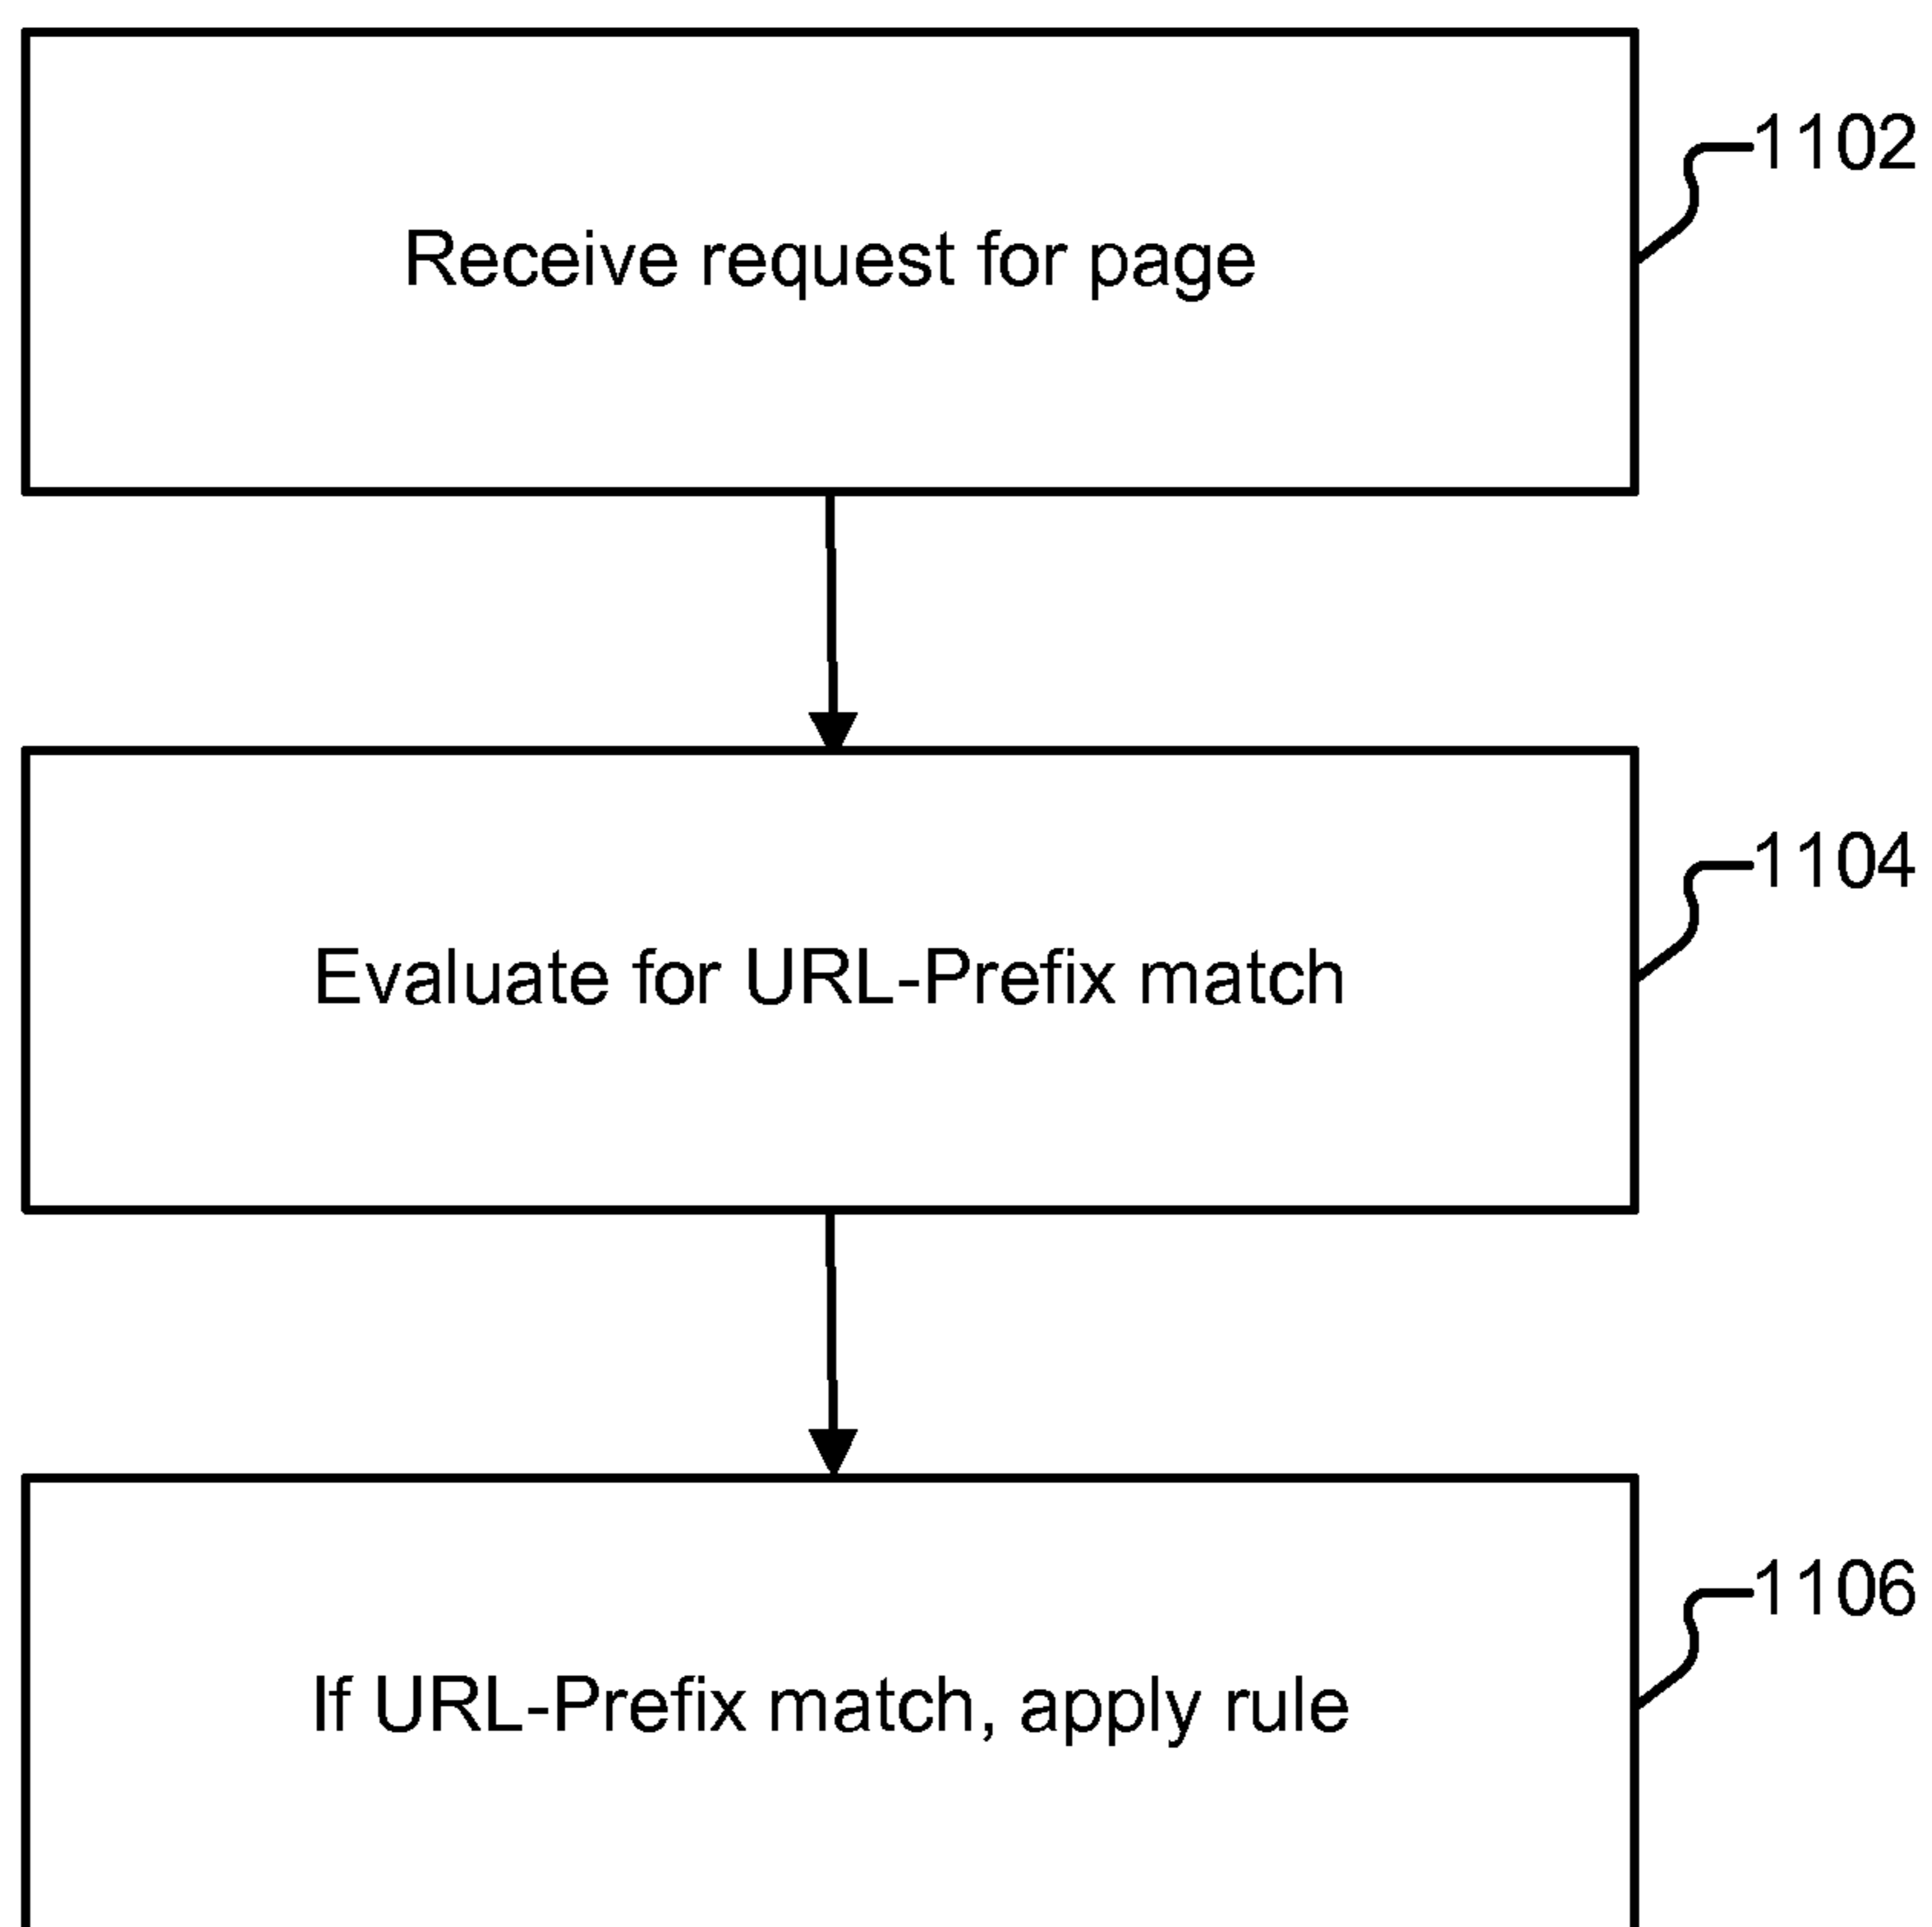 1102
Receive request for page
1104
Evaluate for URL-Prefix match
1106
If URL-Prefix match, apply rule